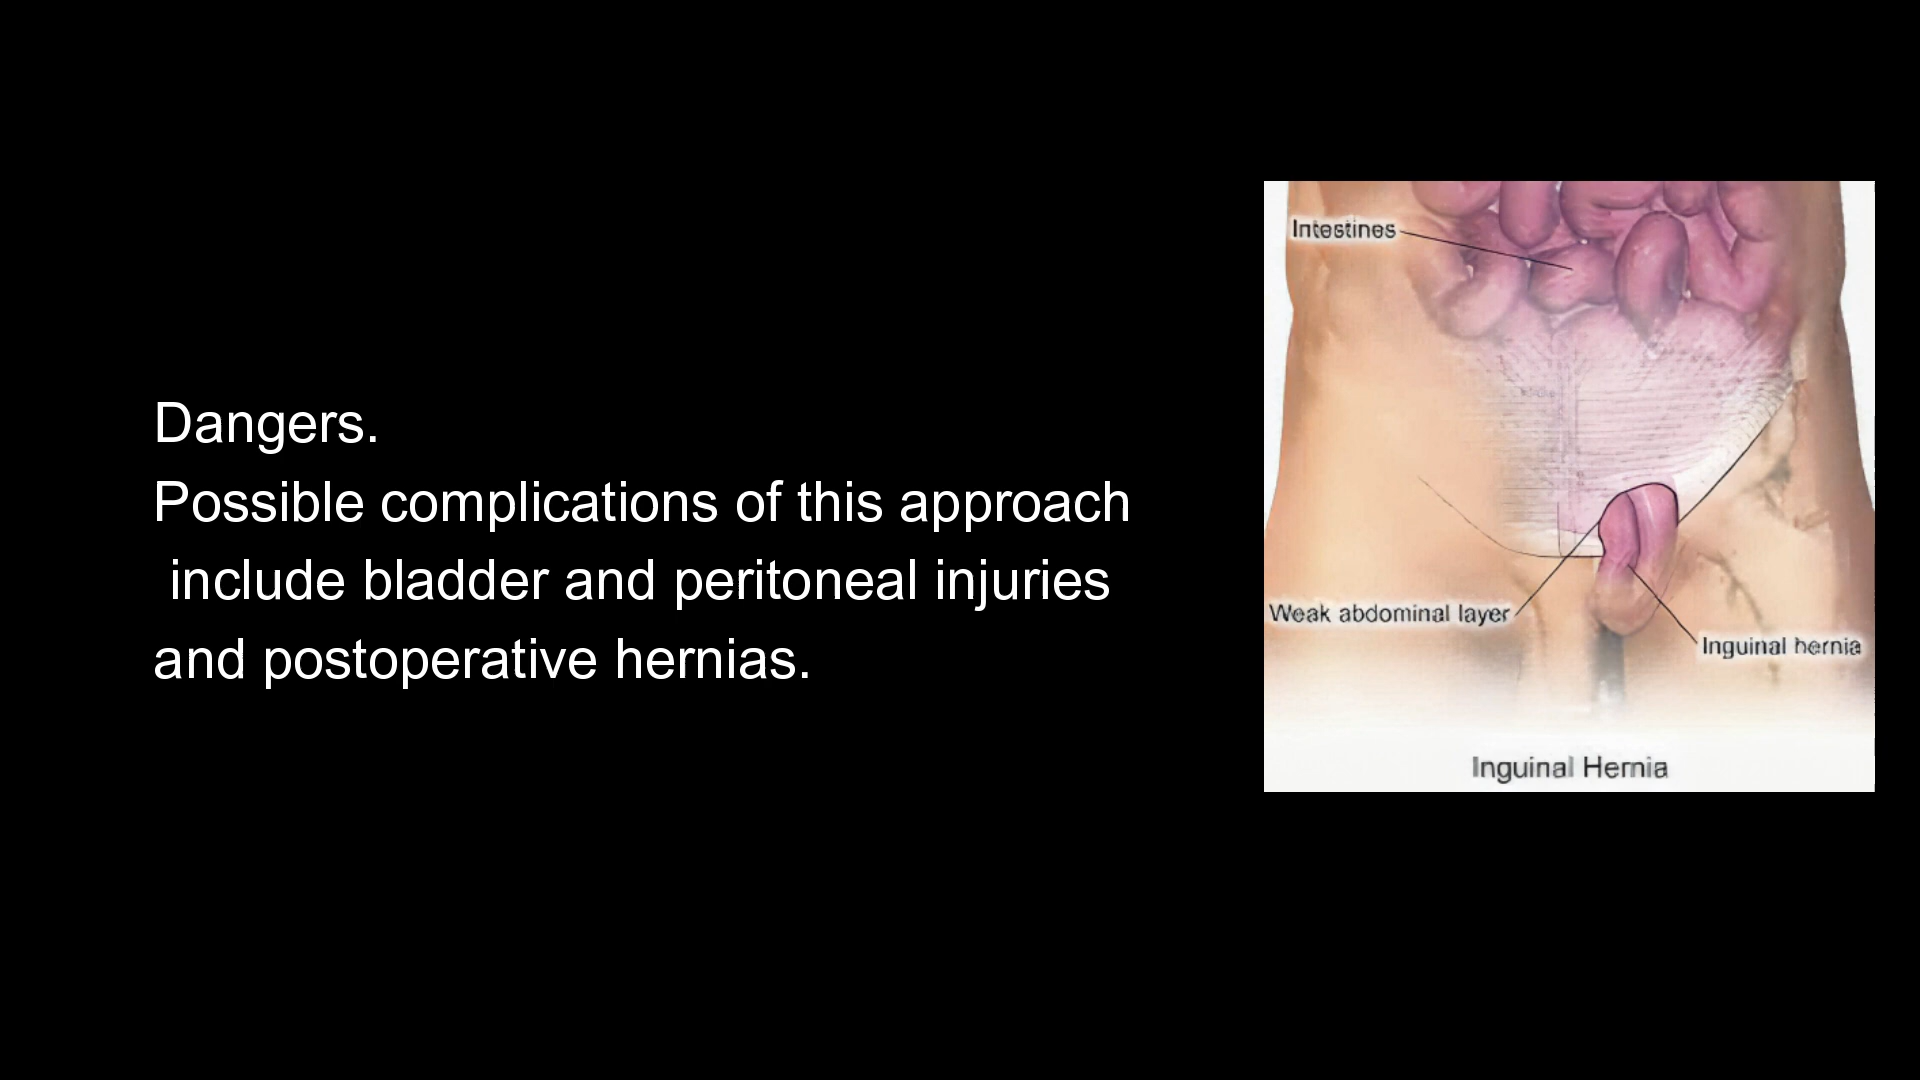 Dangers.
Possible complications of this approach
include bladder and peritoneal injuries
and postoperative hernias.
Intestines
Weak abdominal layer
Inguinal hernia
Inguinal Hernia